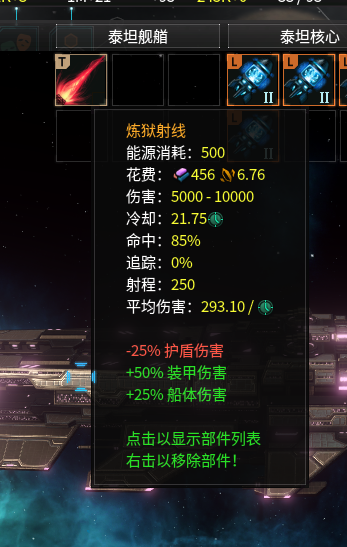 泰坦舰艏
泰坦核心
T
L
L
L
II
II
炼狱射线
能源消耗：500
花费：456 6.76
伤害：5000 - 10000
冷却：21.75
命中：85%
追踪：0%
射程：250
平均伤害：293.10 /
-25% 护盾伤害
+50% 装甲伤害
+25% 船体伤害
点击以显示部件列表
右击以移除部件！